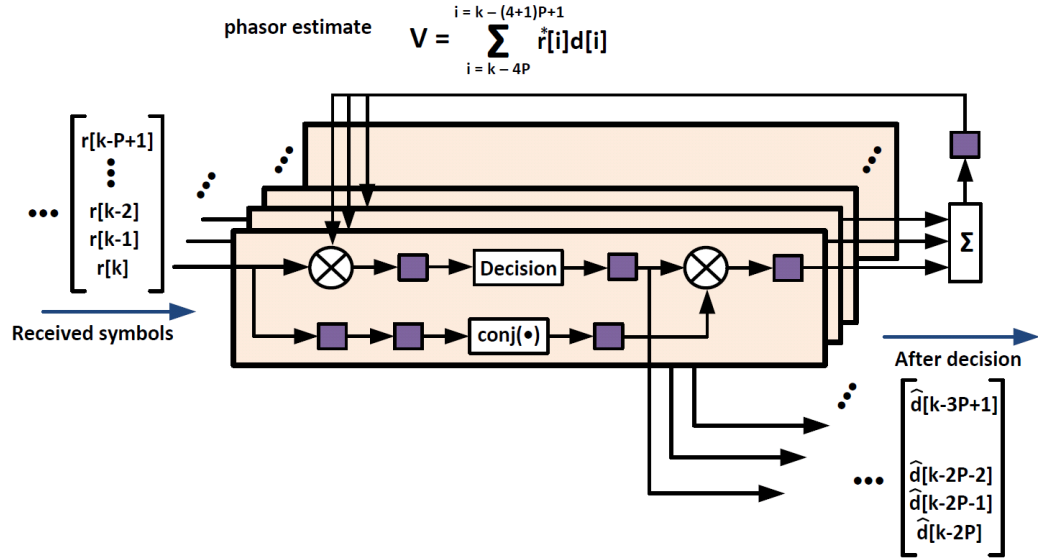 phasor estimate
i = k – (4+1)P+1
V = Σ r*[i]d[i]
i = k – 4P
r[k-P+1]
r[k-2]
r[k-1]
r[k]
Received symbols
Decision
conj(•)
Σ
After decision
d̂[k-3P+1]
d̂[k-2P-2]
d̂[k-2P-1]
d̂[k-2P]